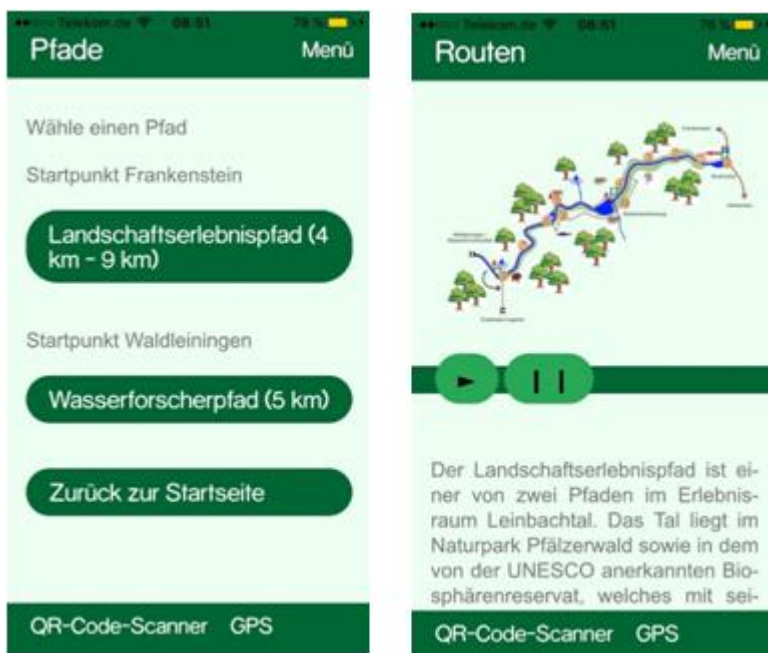 Telekom.de 08:51 78 %
Pfade Menü
Wähle einen Pfad
Startpunkt Frankenstein
Landschaftserlebnispfad (4
km - 9 km)
Startpunkt Waldleiningen
Wasserforscherpfad (5 km)
Zurück zur Startseite
QR-Code-Scanner GPS
Telekom.de 08:51 78 %
Routen Menü
Der Landschaftserlebnispfad ist ei-
ner von zwei Pfaden im Erlebnis-
raum Leinbachtal. Das Tal liegt im
Naturpark Pfälzerwald sowie in dem
von der UNESCO anerkannten Bio-
sphärenreservat, welches mit sei-
QR-Code-Scanner GPS